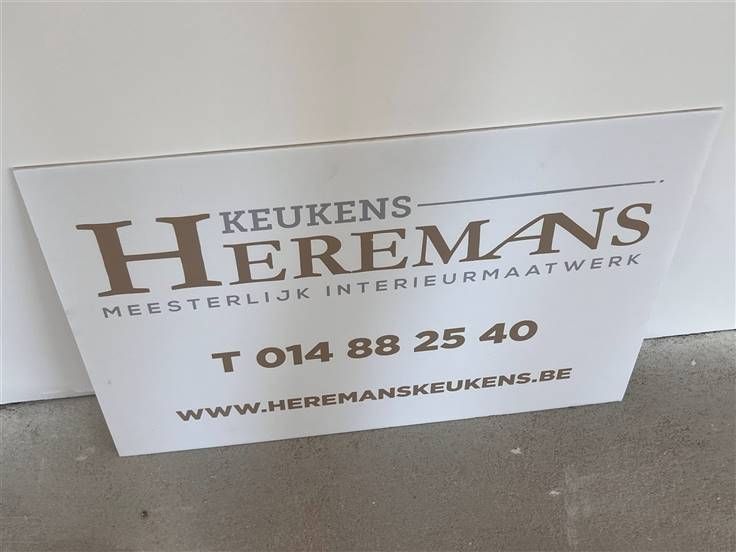 KEUKENS
HEREMANS
MEESTERLIJK INTERIEURMAATWERK
T 014 88 25 40
WWW.HEREMANSKEUKENS.BE